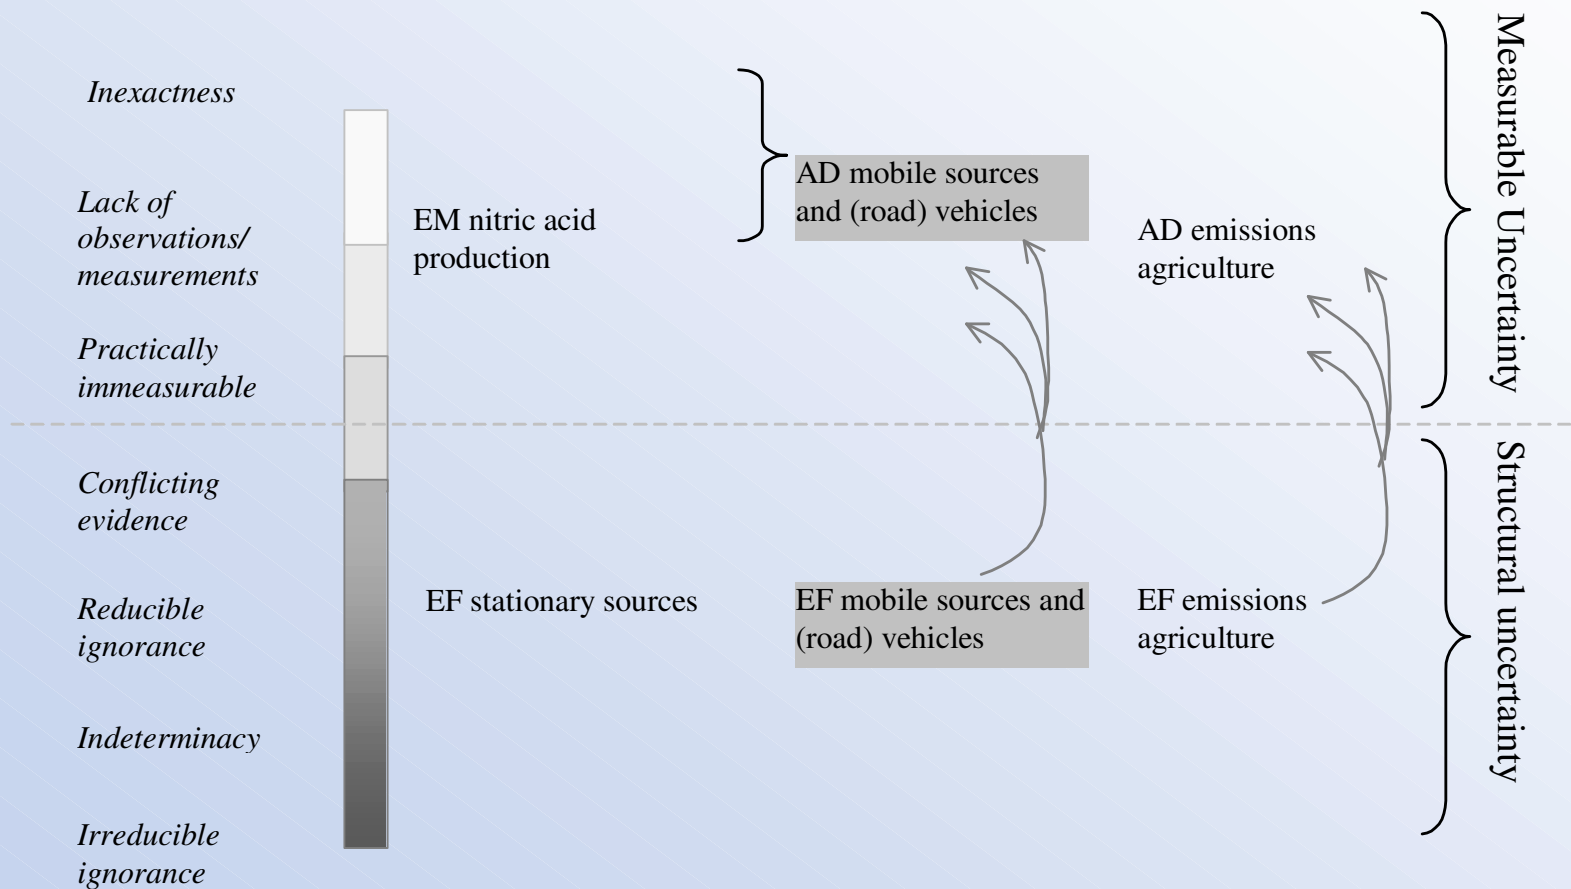 Inexactness
Lack of
observations/
measurements
Practically
immeasurable
Conflicting
evidence
Reducible
ignorance
Indeterminacy
Irreducible
ignorance
EM nitric acid
production
EF stationary sources
AD mobile sources
and (road) vehicles
EF mobile sources and
(road) vehicles
AD emissions
agriculture
EF emissions
agriculture
Measurable Uncertainty
Structural uncertainty